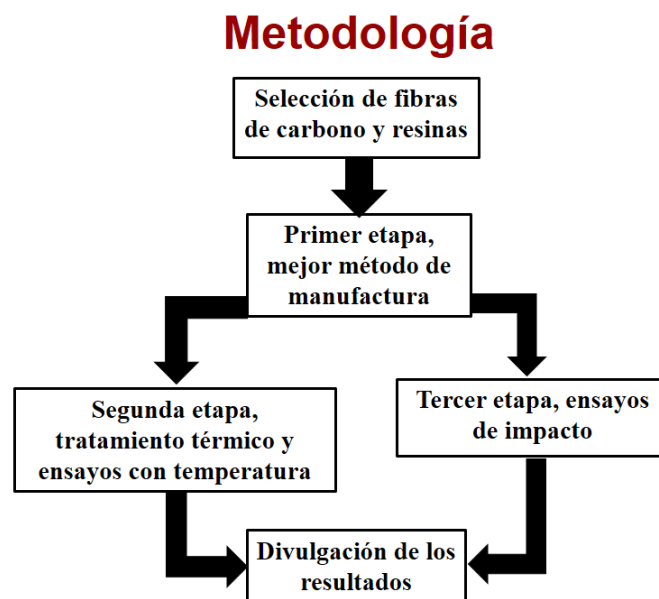 Metodología
Selección de fibras
de carbono y resinas
Primer etapa,
mejor método de
manufactura
Segunda etapa,
tratamiento térmico y
ensayos con temperatura
Tercer etapa, ensayos
de impacto
Divulgación de los
resultados